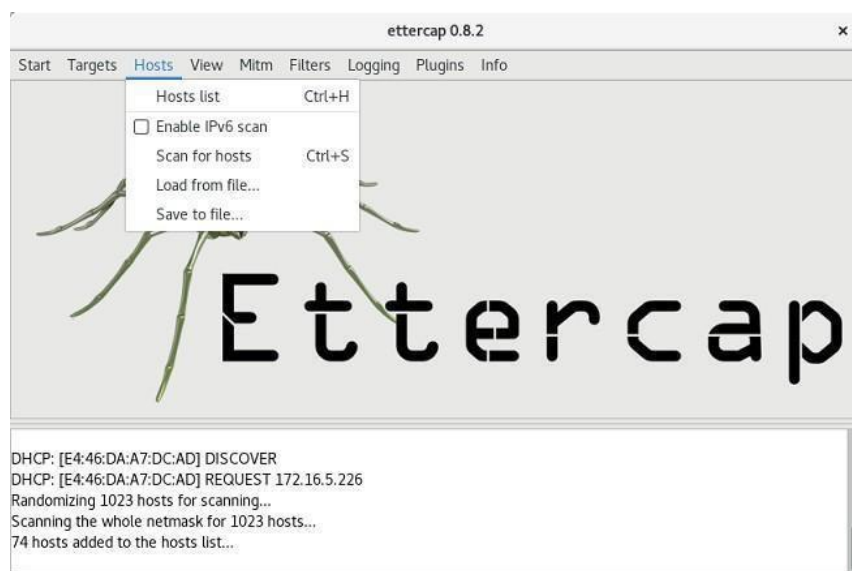 ettercap 0.8.2 ×
Start Targets Hosts View Mitm Filters Logging Plugins Info
Hosts list Ctrl+H
Enable IPv6 scan
Scan for hosts Ctrl+S
Load from file...
Save to file...
Ettercap
DHCP: [E4:46:DA:A7:DC:AD] DISCOVER
DHCP: [E4:46:DA:A7:DC:AD] REQUEST 172.16.5.226
Randomizing 1023 hosts for scanning...
Scanning the whole netmask for 1023 hosts...
74 hosts added to the hosts list...